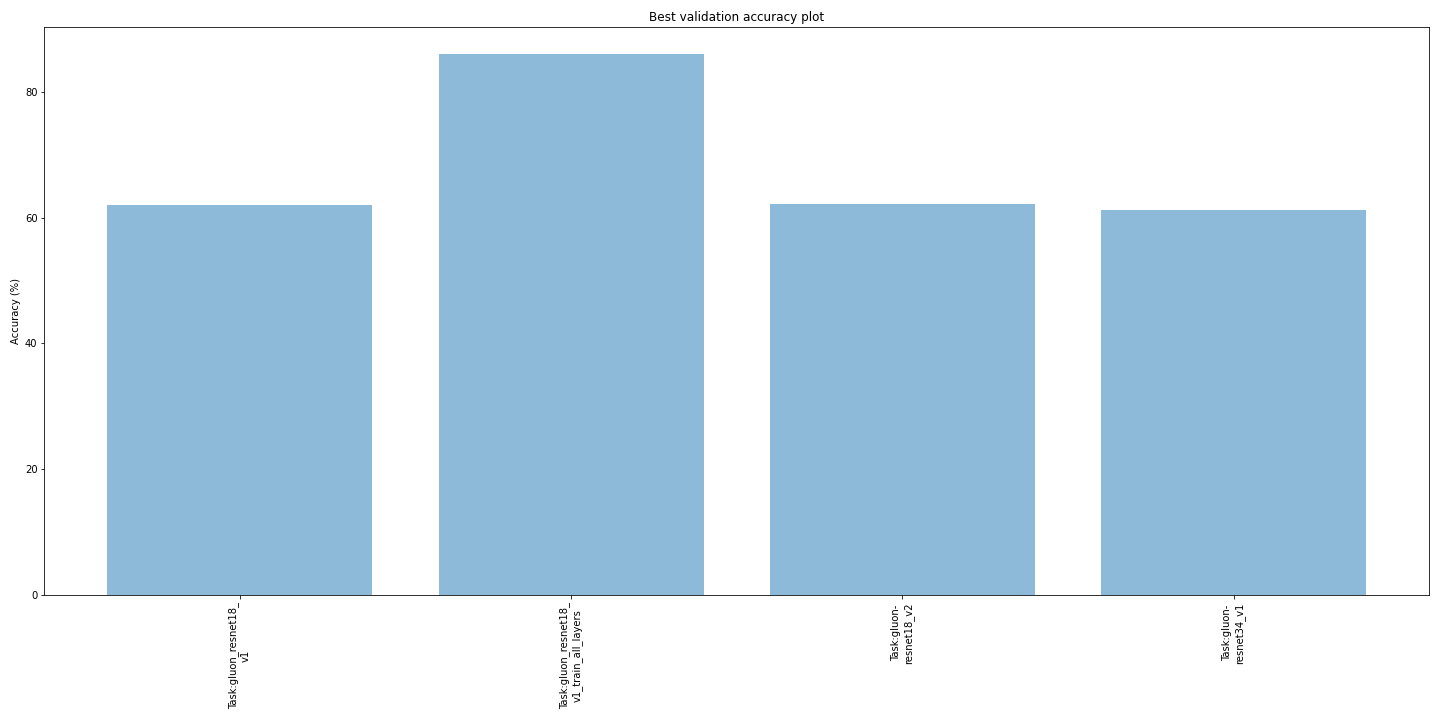 Best validation accuracy plot
Accuracy (%)
80
60
40
20
0
Task:gluon_resnet18_
v1
Task:gluon_resnet18_
v1_train_all_layers
Task:gluon-
resnet18_v2
Task:gluon-
resnet34_v1